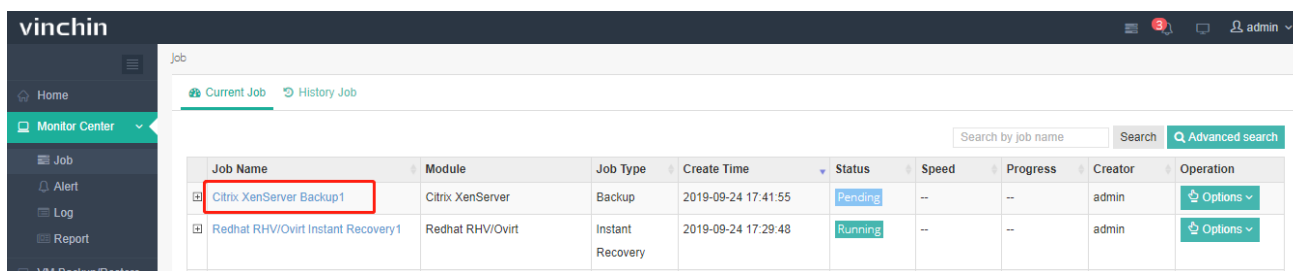 vinchin
3
admin
Job
Home
Current Job
History Job
Monitor Center
Search by job name
Search
Advanced search
Job
Job Name
Module
Job Type
Create Time
Status
Speed
Progress
Creator
Operation
Alert
Citrix XenServer Backup1
Citrix XenServer
Backup
2019-09-24 17:41:55
Pending
--
--
admin
Options
Log
Redhat RHV/Ovirt Instant Recovery1
Redhat RHV/Ovirt
Instant
Recovery
2019-09-24 17:29:48
Running
--
--
admin
Options
Report
VM Backup/Restore